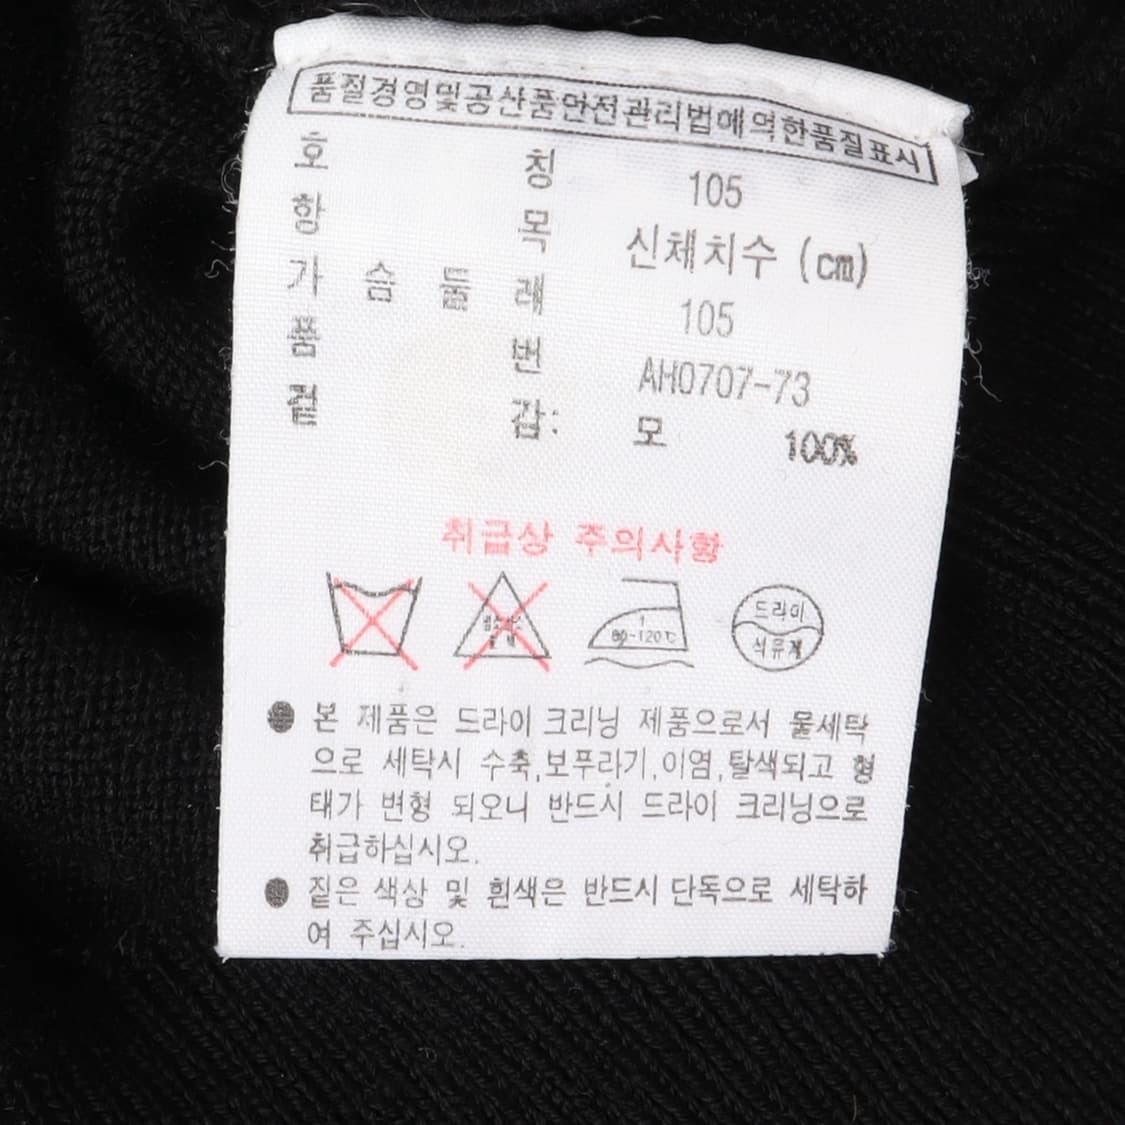 품질경영및공산품안전관리법에의한품질표시
호 칭 105
항 목 신체치수 (㎝)
가 슴 둘 레 105
품 번 AH0707-73
겉 감: 모 100%
취급상 주의사항
염소표백
80-120℃
드라이
석유계
● 본 제품은 드라이 크리닝 제품으로서 물세탁
으로 세탁시 수축,보푸라기,이염,탈색되고 형
태가 변형 되오니 반드시 드라이 크리닝으로
취급하십시오.
● 짙은 색상 및 흰색은 반드시 단독으로 세탁하
여 주십시오.